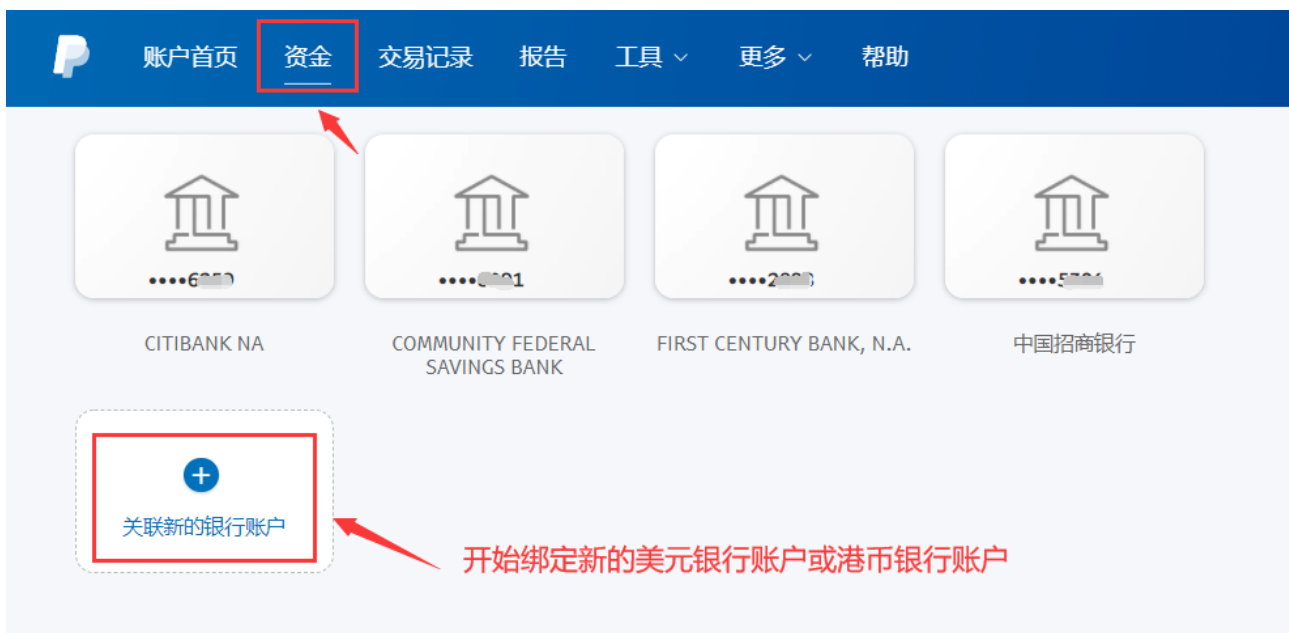 账户首页 资金 交易记录 报告 工具 更多 帮助
CITIBANK NA
COMMUNITY FEDERAL
SAVINGS BANK
FIRST CENTURY BANK, N.A.
中国招商银行
关联新的银行账户
开始绑定新的美元银行账户或港币银行账户